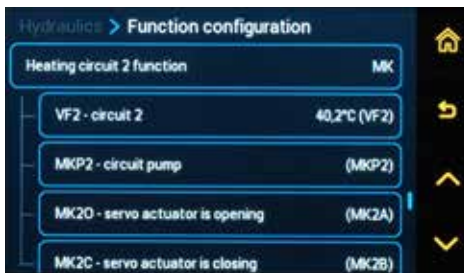 Hydraulics > Function configuration
Heating circuit 2 function MK
VF2 - circuit 2 40,2°C (VF2)
MKP2 - circuit pump (MKP2)
MK2O - servo actuator is opening (MK2A)
MK2C - servo actuator is closing (MK2B)